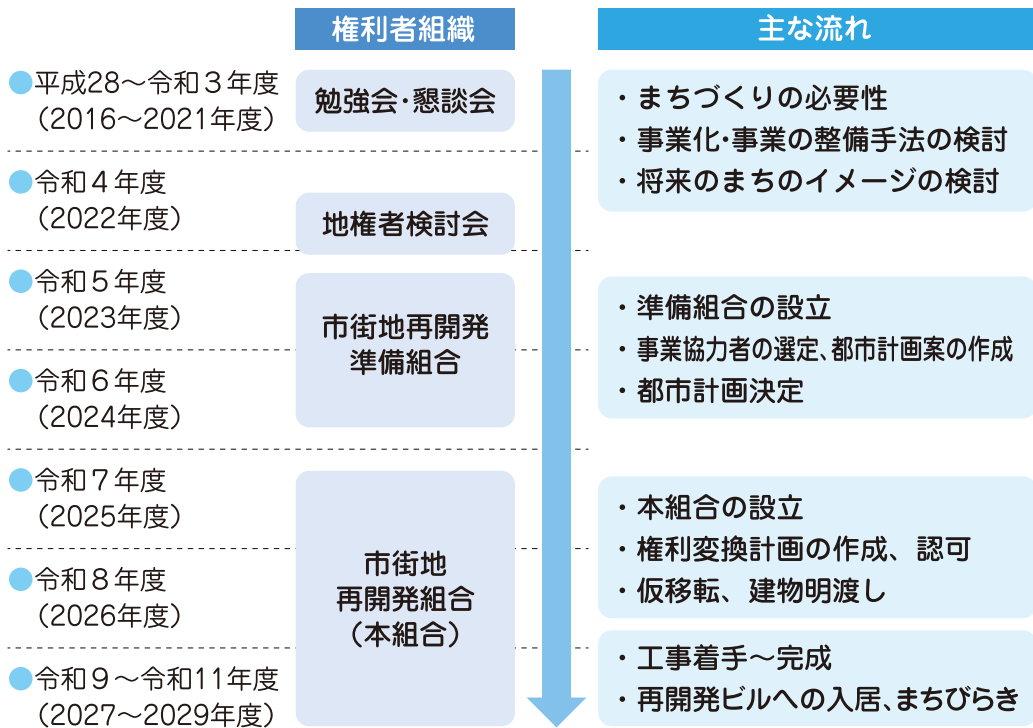 権利者組織
主な流れ
●平成28～令和３年度
（2016～2021年度）
勉強会・懇談会
・まちづくりの必要性
・事業化・事業の整備手法の検討
・将来のまちのイメージの検討
●令和４年度
（2022年度）
地権者検討会
●令和５年度
（2023年度）
●令和６年度
（2024年度）
市街地再開発
準備組合
・準備組合の設立
・事業協力者の選定、都市計画案の作成
・都市計画決定
●令和７年度
（2025年度）
●令和８年度
（2026年度）
●令和９～令和11年度
（2027～2029年度）
市街地
再開発組合
（本組合）
・本組合の設立
・権利変換計画の作成、認可
・仮移転、建物明渡し
・工事着手～完成
・再開発ビルへの入居、まちびらき